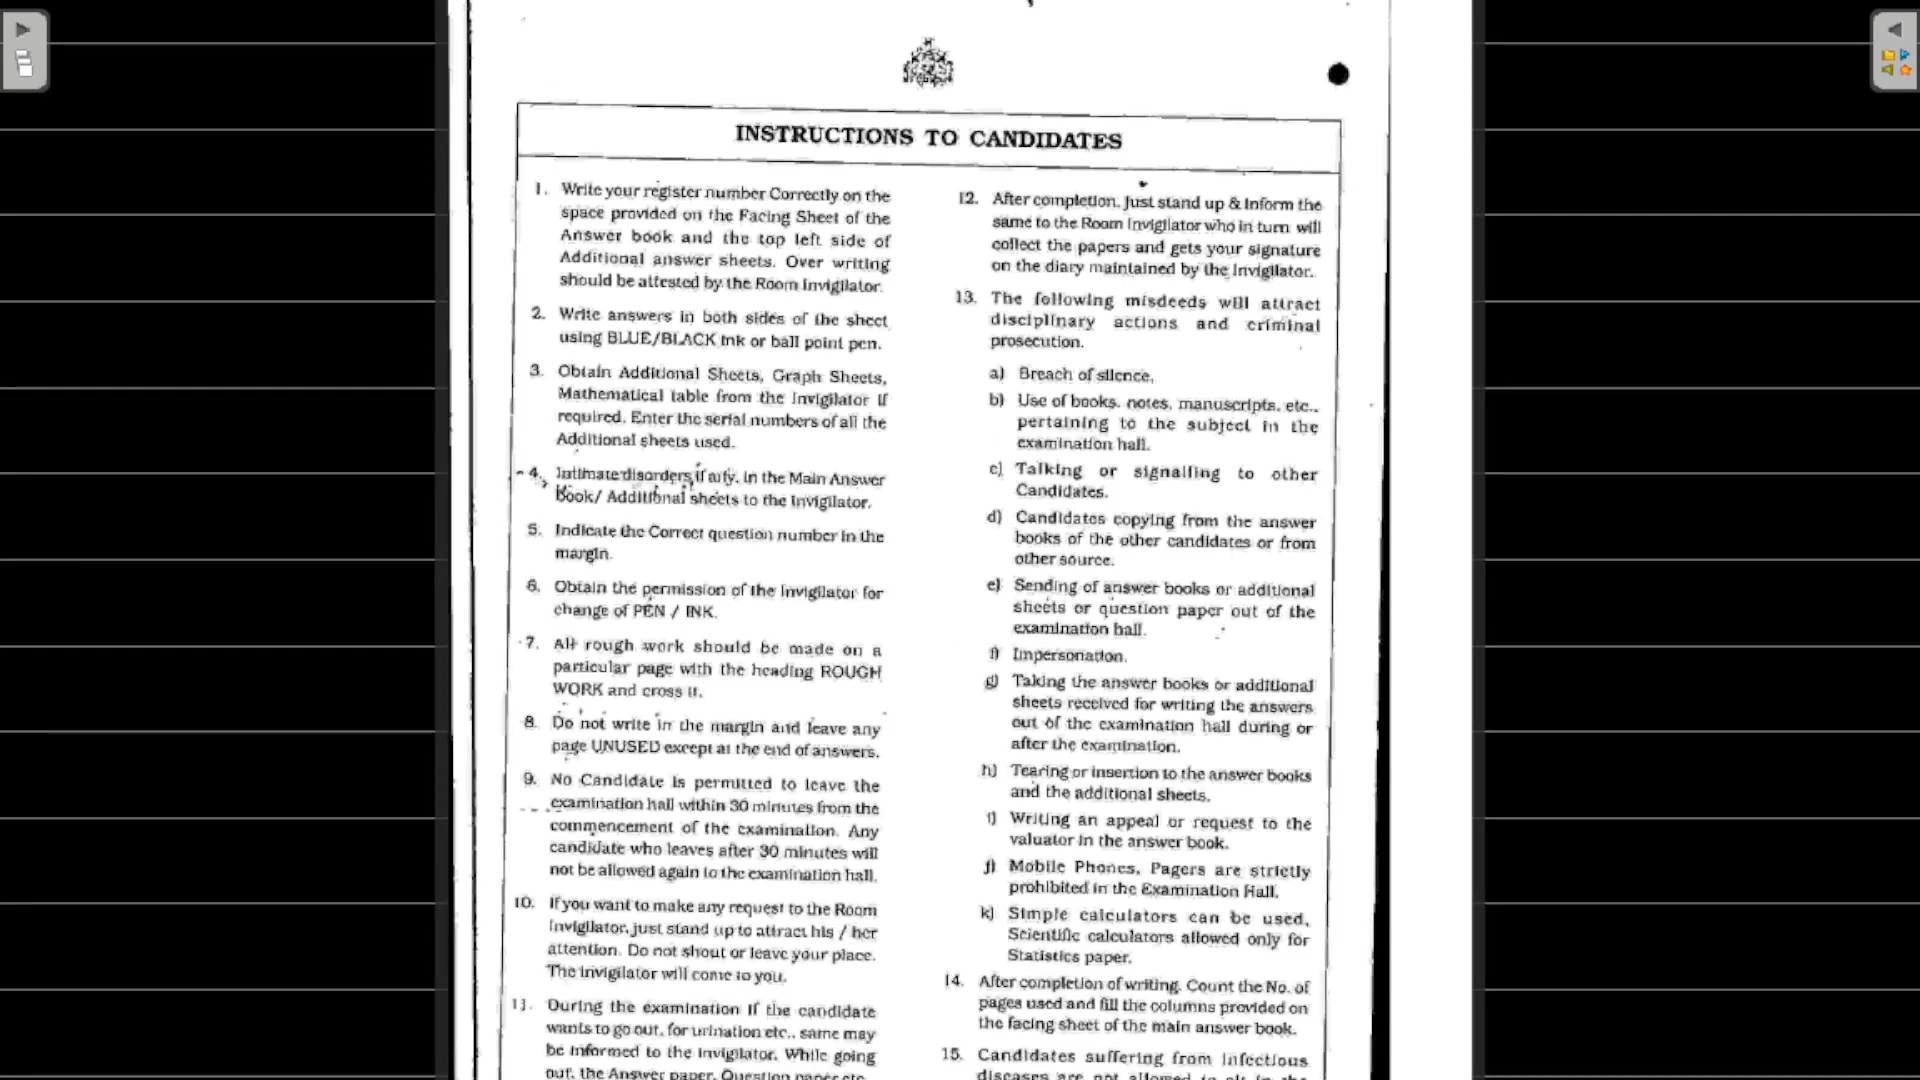 INSTRUCTIONS TO CANDIDATES
1. Write your register number Correctly on the
space provided on the Facing Sheet of the
Answer book and the top left side of
Additional answer sheets. Over writing
should be attested by the Room Invigilator.
2. Write answers in both sides of the sheet
using BLUE/BLACK ink or ball point pen.
3. Obtain Additional Sheets, Graph Sheets,
Mathematical table from the Invigilator if
required. Enter the serial numbers of all the
Additional sheets used.
4. Intimate disorders, if any, in the Main Answer
Book/ Additional sheets to the Invigilator.
5. Indicate the Correct question number in the
margin.
6. Obtain the permission of the Invigilator for
change of PEN / INK.
7. All rough work should be made on a
particular page with the heading ROUGH
WORK and cross it.
8. Do not write in the margin and leave any
page UNUSED except at the end of answers.
9. No Candidate is permitted to leave the
examination hall within 30 minutes from the
commencement of the examination. Any
candidate who leaves after 30 minutes will
not be allowed again to the examination hall.
10. If you want to make any request to the Room
Invigilator, just stand up to attract his / her
attention. Do not shout or leave your place.
The invigilator will come to you.
11. During the examination if the candidate
wants to go out, for urination etc., same may
be informed to the Invigilator. While going
out, the Answer paper, Question paper etc.
12. After completion, Just stand up & Inform the
same to the Room Invigilator who in turn will
collect the papers and gets your signature
on the diary maintained by the Invigilator.
13. The following misdeeds will attract
disciplinary actions and criminal
prosecution.
a) Breach of silence.
b) Use of books, notes, manuscripts, etc.,
pertaining to the subject in the
examination hall.
c) Talking or signalling to other
Candidates.
d) Candidates copying from the answer
books of the other candidates or from
other source.
e) Sending of answer books or additional
sheets or question paper out of the
examination hall.
f) Impersonation.
g) Taking the answer books or additional
sheets received for writing the answers
out of the examination hall during or
after the examination.
h) Tearing or insertion to the answer books
and the additional sheets.
i) Writing an appeal or request to the
valuator in the answer book.
j) Mobile Phones, Pagers are strictly
prohibited in the Examination Hall.
k) Simple calculators can be used,
Scientific calculators allowed only for
Statistics paper.
14. After completion of writing. Count the No. of
pages used and fill the columns provided on
the facing sheet of the main answer book.
15. Candidates suffering from Infectious
diseases are not allowed to sit in the